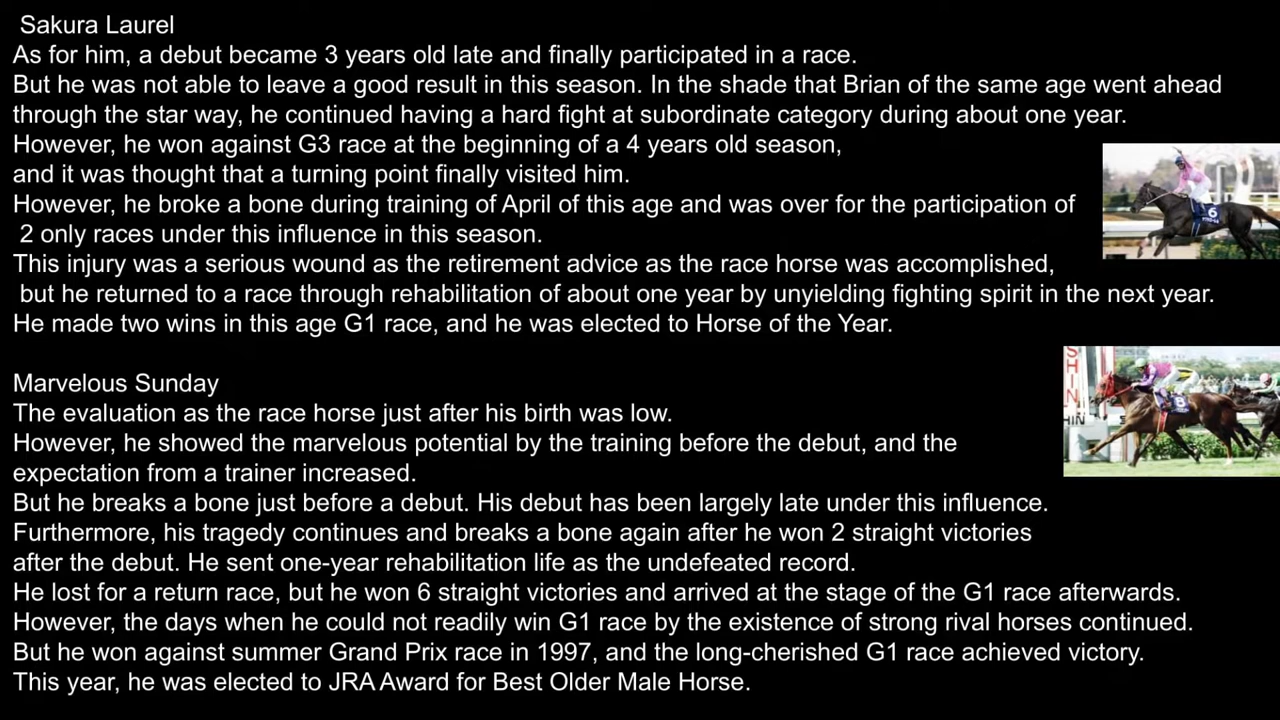 Sakura Laurel
As for him, a debut became 3 years old late and finally participated in a race.
But he was not able to leave a good result in this season. In the shade that Brian of the same age went ahead
through the star way, he continued having a hard fight at subordinate category during about one year.
However, he won against G3 race at the beginning of a 4 years old season,
and it was thought that a turning point finally visited him.
However, he broke a bone during training of April of this age and was over for the participation of
2 only races under this influence in this season.
This injury was a serious wound as the retirement advice as the race horse was accomplished,
but he returned to a race through rehabilitation of about one year by unyielding fighting spirit in the next year.
He made two wins in this age G1 race, and he was elected to Horse of the Year.
6
Marvelous Sunday
The evaluation as the race horse just after his birth was low.
However, he showed the marvelous potential by the training before the debut, and the
expectation from a trainer increased.
But he breaks a bone just before a debut. His debut has been largely late under this influence.
Furthermore, his tragedy continues and breaks a bone again after he won 2 straight victories
after the debut. He sent one-year rehabilitation life as the undefeated record.
He lost for a return race, but he won 6 straight victories and arrived at the stage of the G1 race afterwards.
However, the days when he could not readily win G1 race by the existence of strong rival horses continued.
But he won against summer Grand Prix race in 1997, and the long-cherished G1 race achieved victory.
This year, he was elected to JRA Award for Best Older Male Horse.
SHIN
8